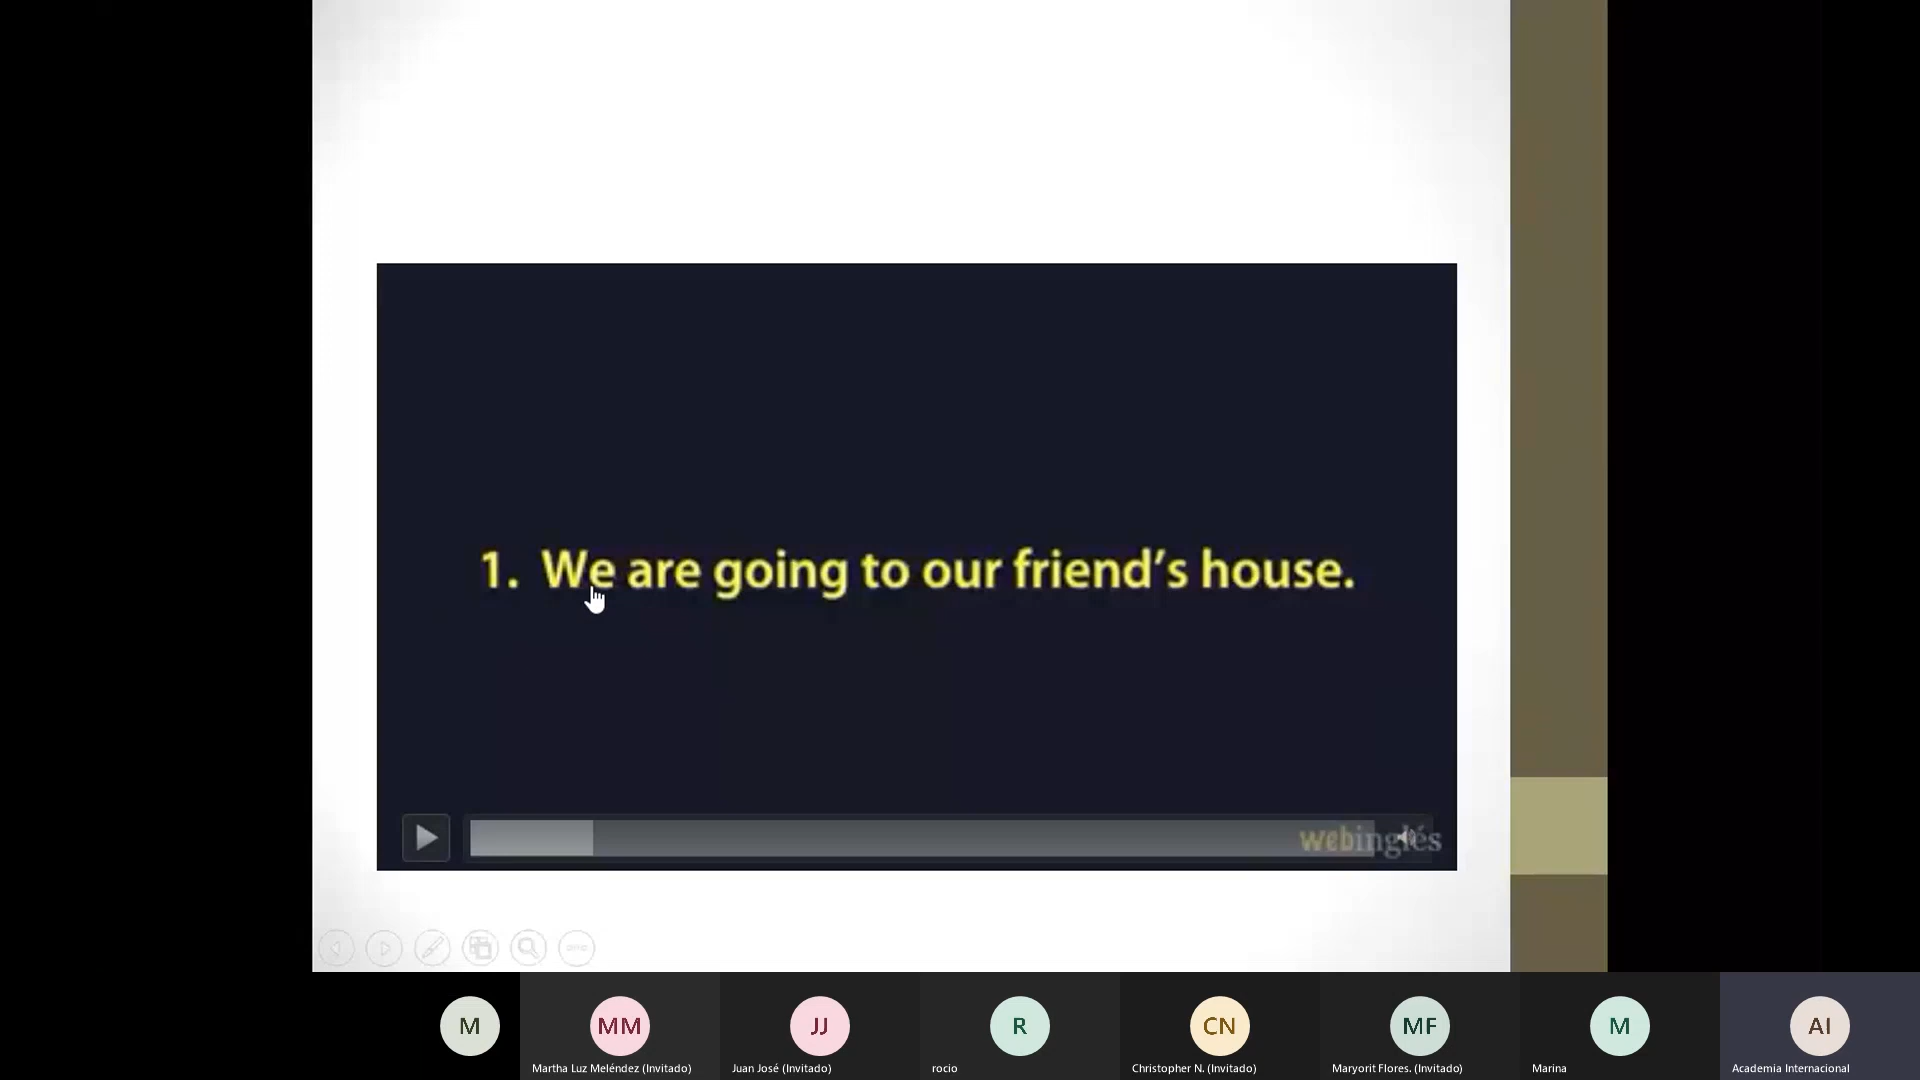 1. We are going to our friend's house.
webinglés
M
MM
JJ
R
CN
MF
M
AI
Martha Luz Meléndez (Invitado)
Juan José (Invitado)
rocio
Christopher N. (Invitado)
Maryorit Flores. (Invitado)
Marina
Academia Internacional